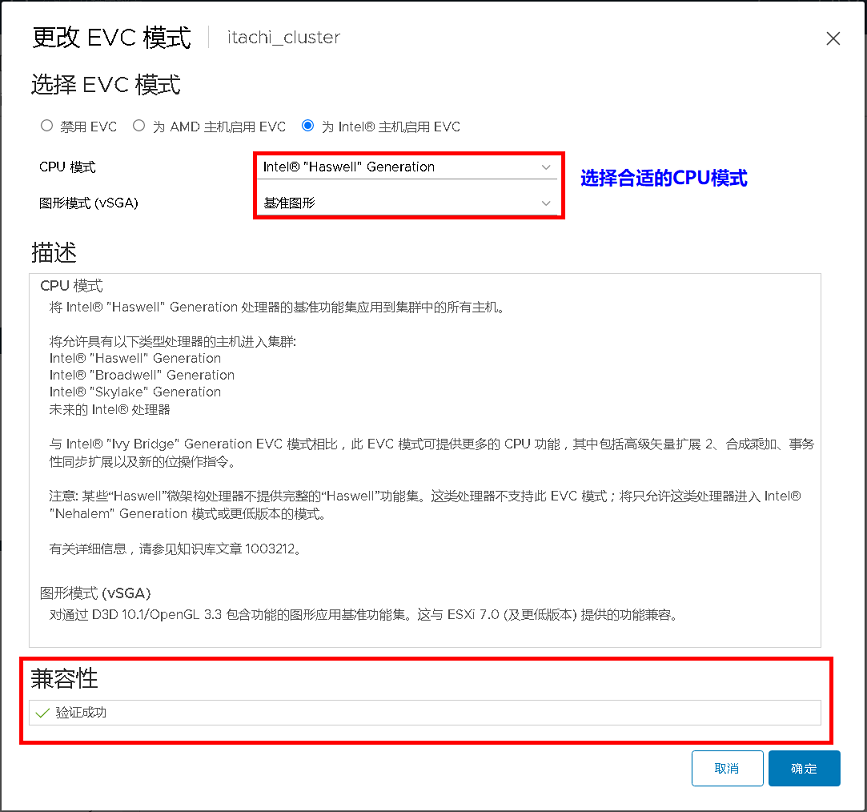 更改 EVC 模式 itachi_cluster
选择 EVC 模式
禁用 EVC 为 AMD 主机启用 EVC 为 Intel® 主机启用 EVC
CPU 模式 Intel® "Haswell" Generation
选择合适的CPU模式
图形模式 (vSGA) 基准图形
描述
CPU 模式
将 Intel® "Haswell" Generation 处理器的基准功能集应用到集群中的所有主机。
将允许具有以下类型处理器的主机进入集群:
Intel® "Haswell" Generation
Intel® "Broadwell" Generation
Intel® "Skylake" Generation
未来的 Intel® 处理器
与 Intel® "Ivy Bridge" Generation EVC 模式相比，此 EVC 模式可提供更多的 CPU 功能，其中包括高级矢量扩展 2、合成乘加、事务
性同步扩展以及新的位操作指令。
注意: 某些“Haswell”微架构处理器不提供完整的“Haswell”功能集。这类处理器不支持此 EVC 模式；将只允许这类处理器进入 Intel®
"Nehalem" Generation 模式或更低版本的模式。
有关详细信息，请参见知识库文章 1003212。
图形模式 (vSGA)
对通过 D3D 10.1/OpenGL 3.3 包含功能的图形应用基准功能集。这与 ESXi 7.0 (及更低版本) 提供的功能兼容。
兼容性
验证成功
取消 确定